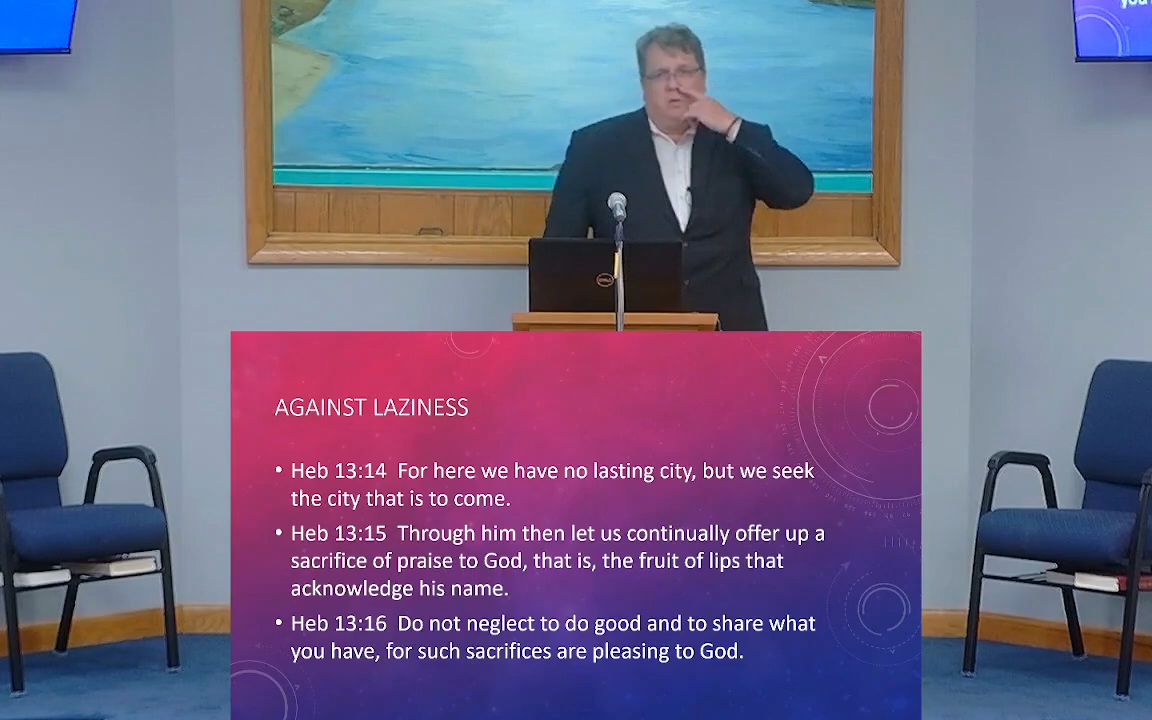 you
DELL
AGAINST LAZINESS
• Heb 13:14 For here we have no lasting city, but we seek
the city that is to come.
• Heb 13:15 Through him then let us continually offer up a
sacrifice of praise to God, that is, the fruit of lips that
acknowledge his name.
• Heb 13:16 Do not neglect to do good and to share what
you have, for such sacrifices are pleasing to God.